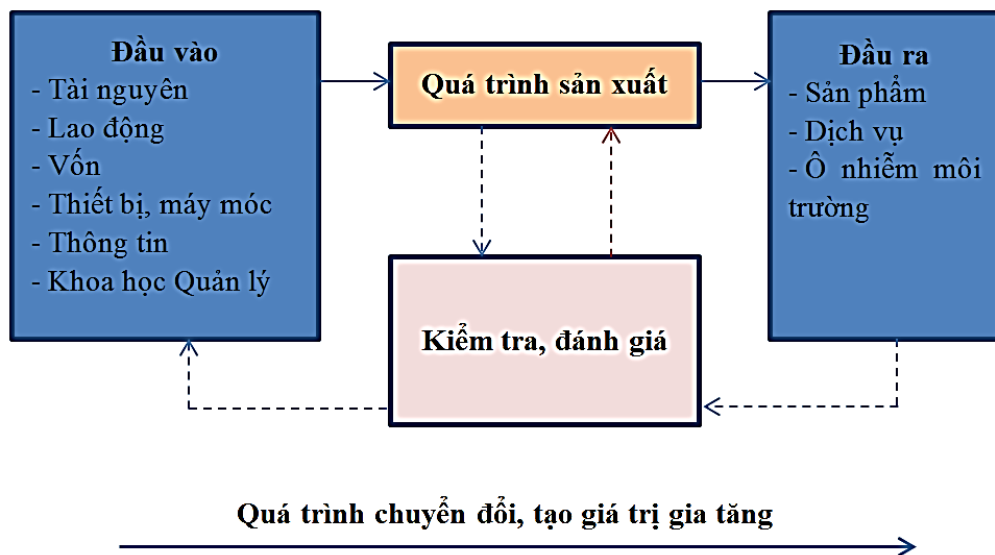 Đầu vào
- Tài nguyên
- Lao động
- Vốn
- Thiết bị, máy móc
- Thông tin
- Khoa học Quản lý
Quá trình sản xuất
Đầu ra
- Sản phẩm
- Dịch vụ
- Ô nhiễm môi
trường
Kiểm tra, đánh giá
Quá trình chuyển đổi, tạo giá trị gia tăng